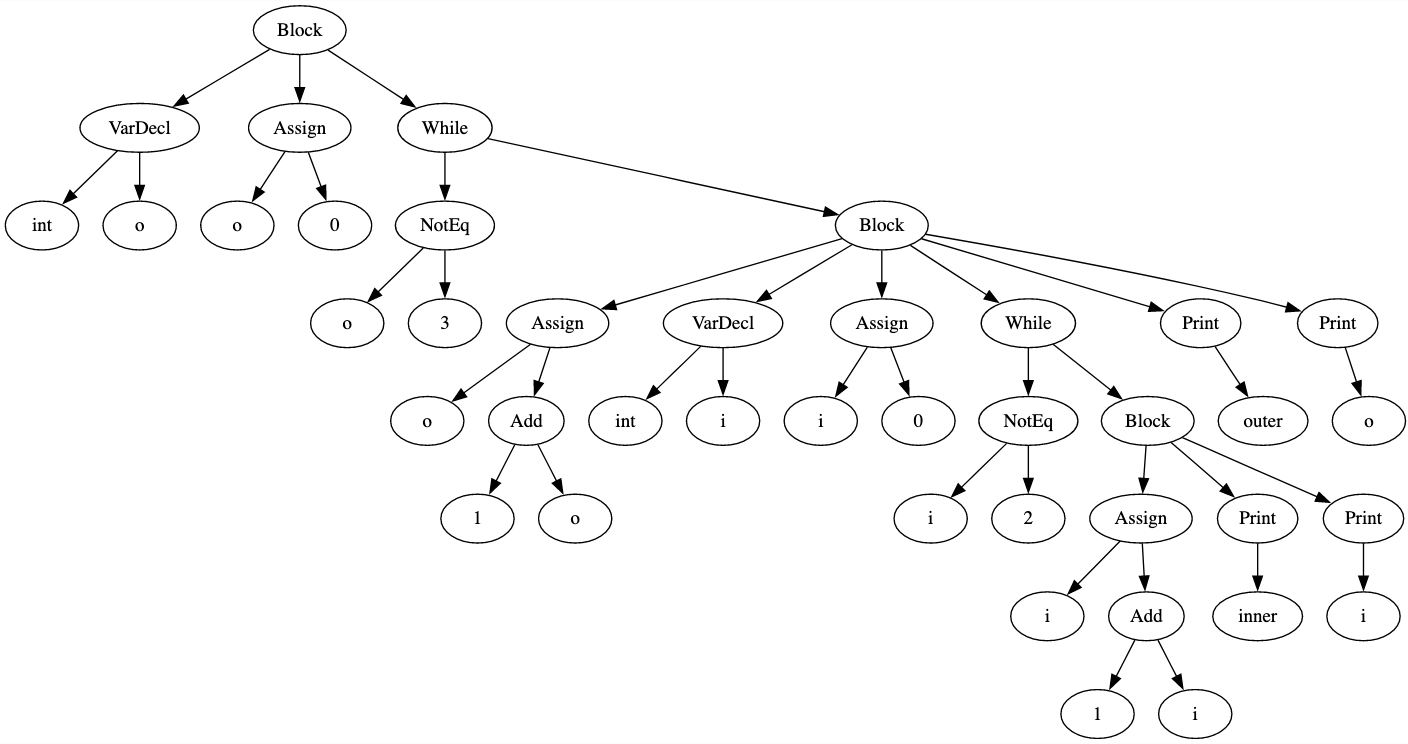 Block
VarDecl Assign While
int o o 0 NotEq Block
o 3 Assign VarDecl Assign While Print Print
o Add int i i 0 NotEq Block outer o
1 o i 2 Assign Print Print
i Add inner i
1 i